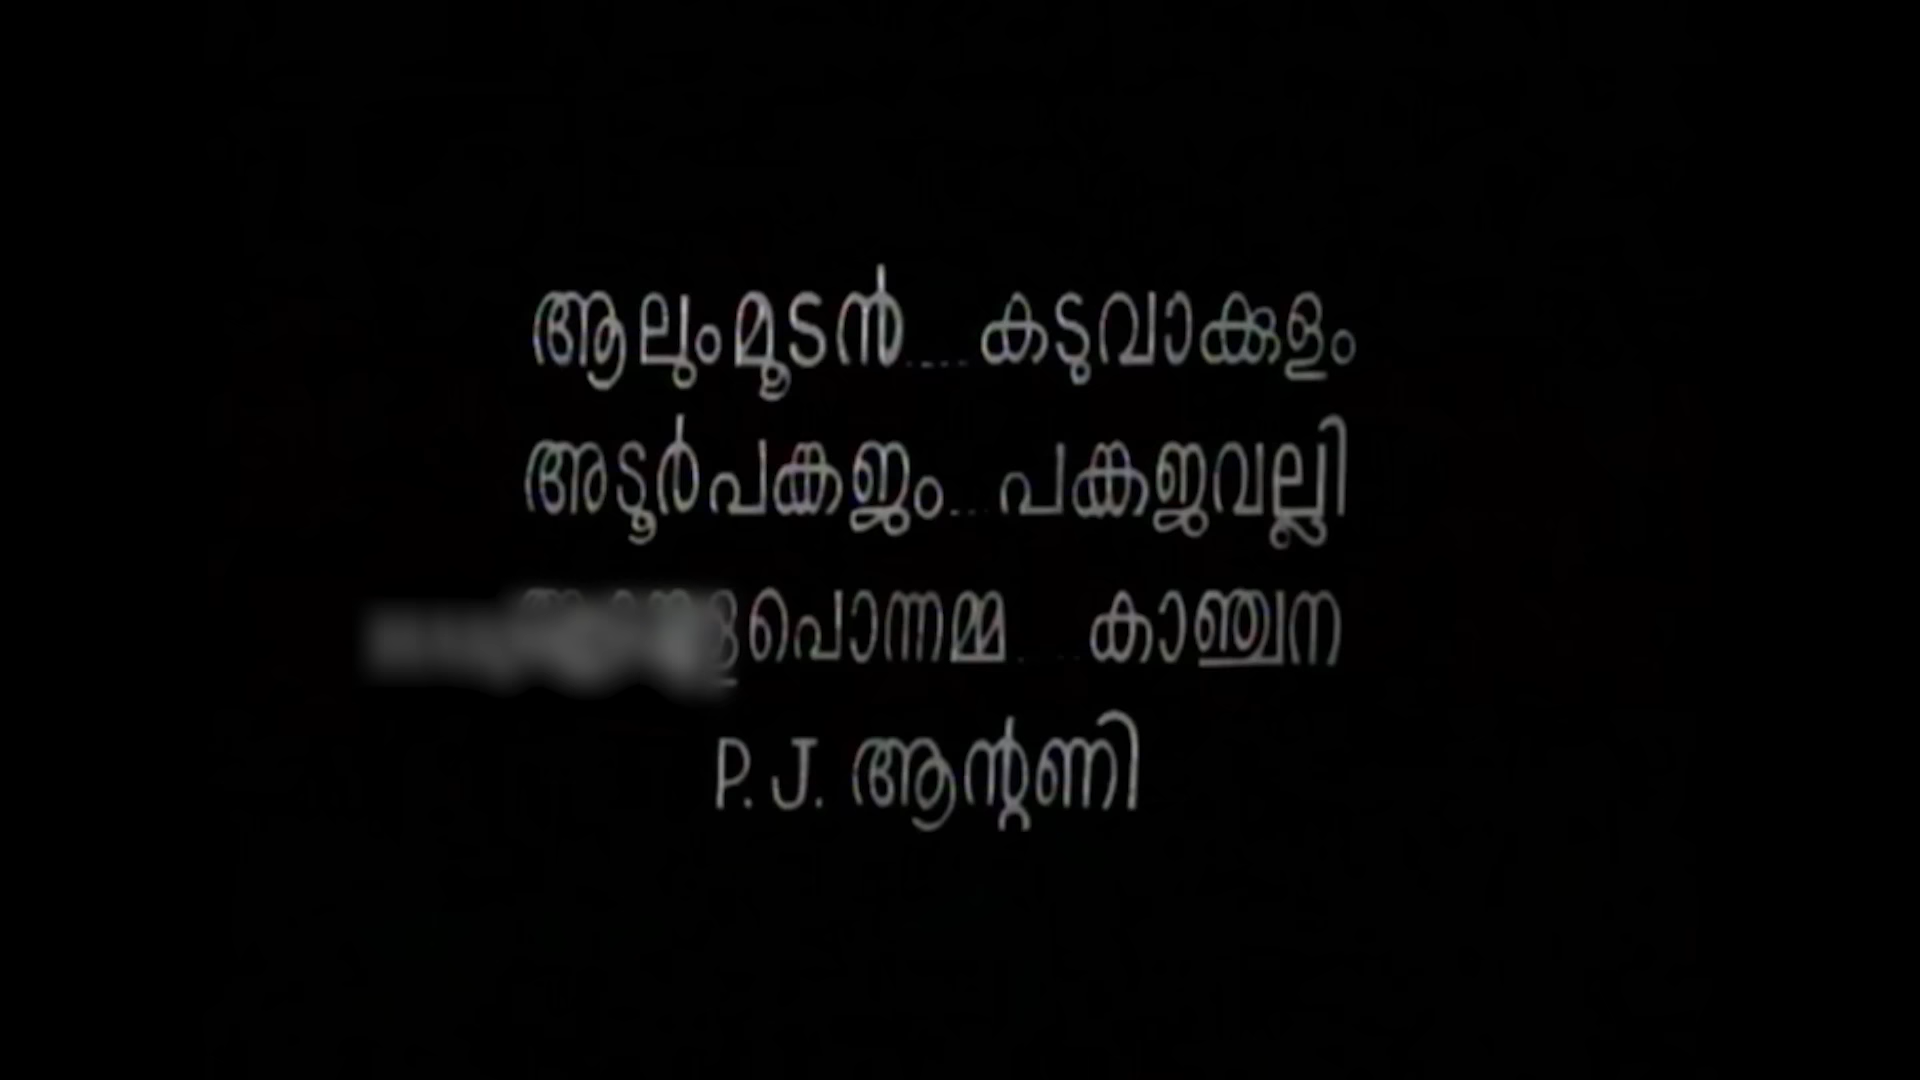 ആലുംമൂടൻ.... കടുവാക്കുളം
അടൂർപങ്കജം... പങ്കജവല്ലി
പൊന്നമ്മ.... കാഞ്ചന
P.J. ആന്റണി